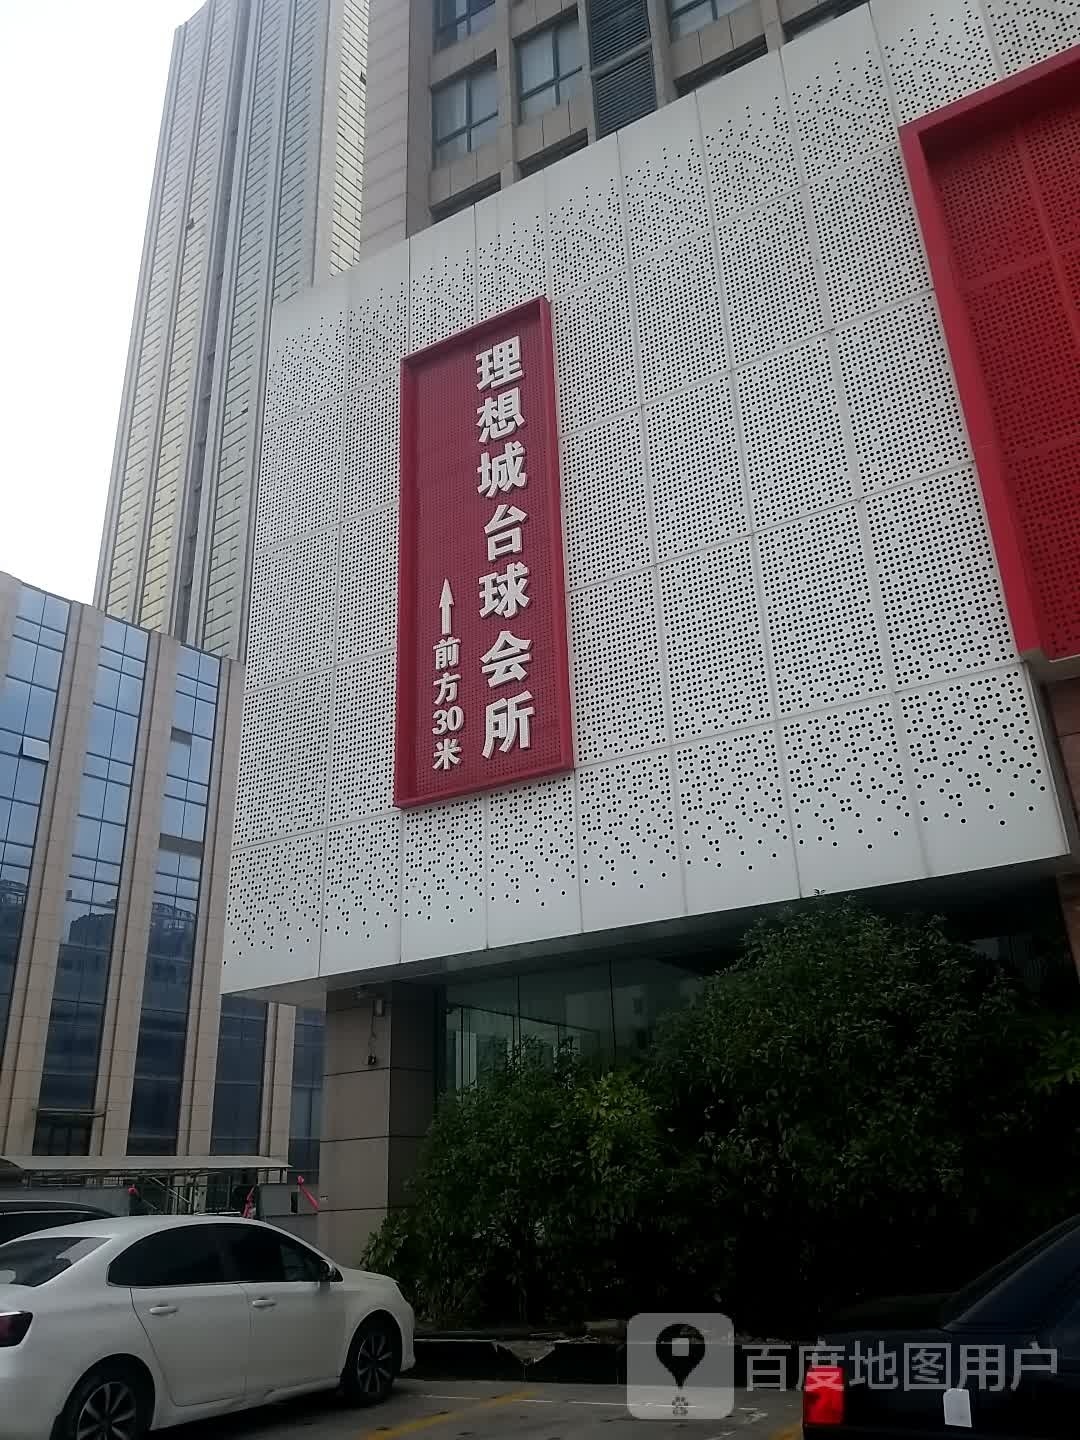 理想城台球会所
前方30米
百度地图用户